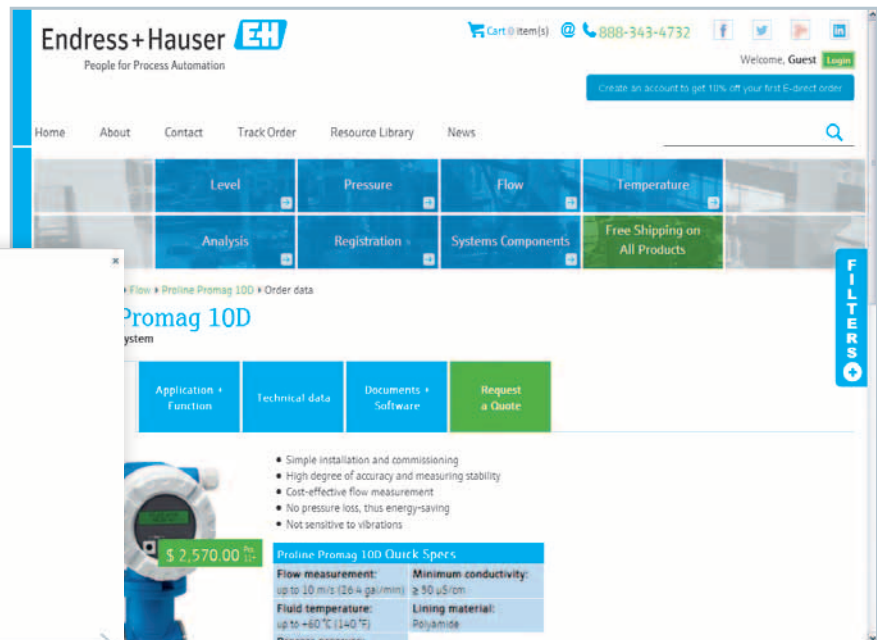 Endress+Hauser EH
People for Process Automation
Cart 0 item(s) @ 888-343-4732
Welcome, Guest Login
Create an account to get 10% off your first E-direct order
Home About Contact Track Order Resource Library News
Level Pressure Flow Temperature
Analysis Registration Systems Components Free Shipping on
All Products
FILTERS
Flow Proline Promag 10D Order data
Promag 10D
ystem
Application + Technical data Documents + Request
Function Software a Quote
• Simple installation and commissioning
• High degree of accuracy and measuring stability
• Cost-effective flow measurement
• No pressure loss, thus energy-saving
• Not sensitive to vibrations
$ 2,570.00 11+
Proline Promag 10D Quick Specs
Flow measurement: Minimum conductivity:
up to 10 m/s (26.4 gal/min) ≥ 50 µS/cm
Fluid temperature: Lining material:
up to +60 °C (140 °F) Polyamide